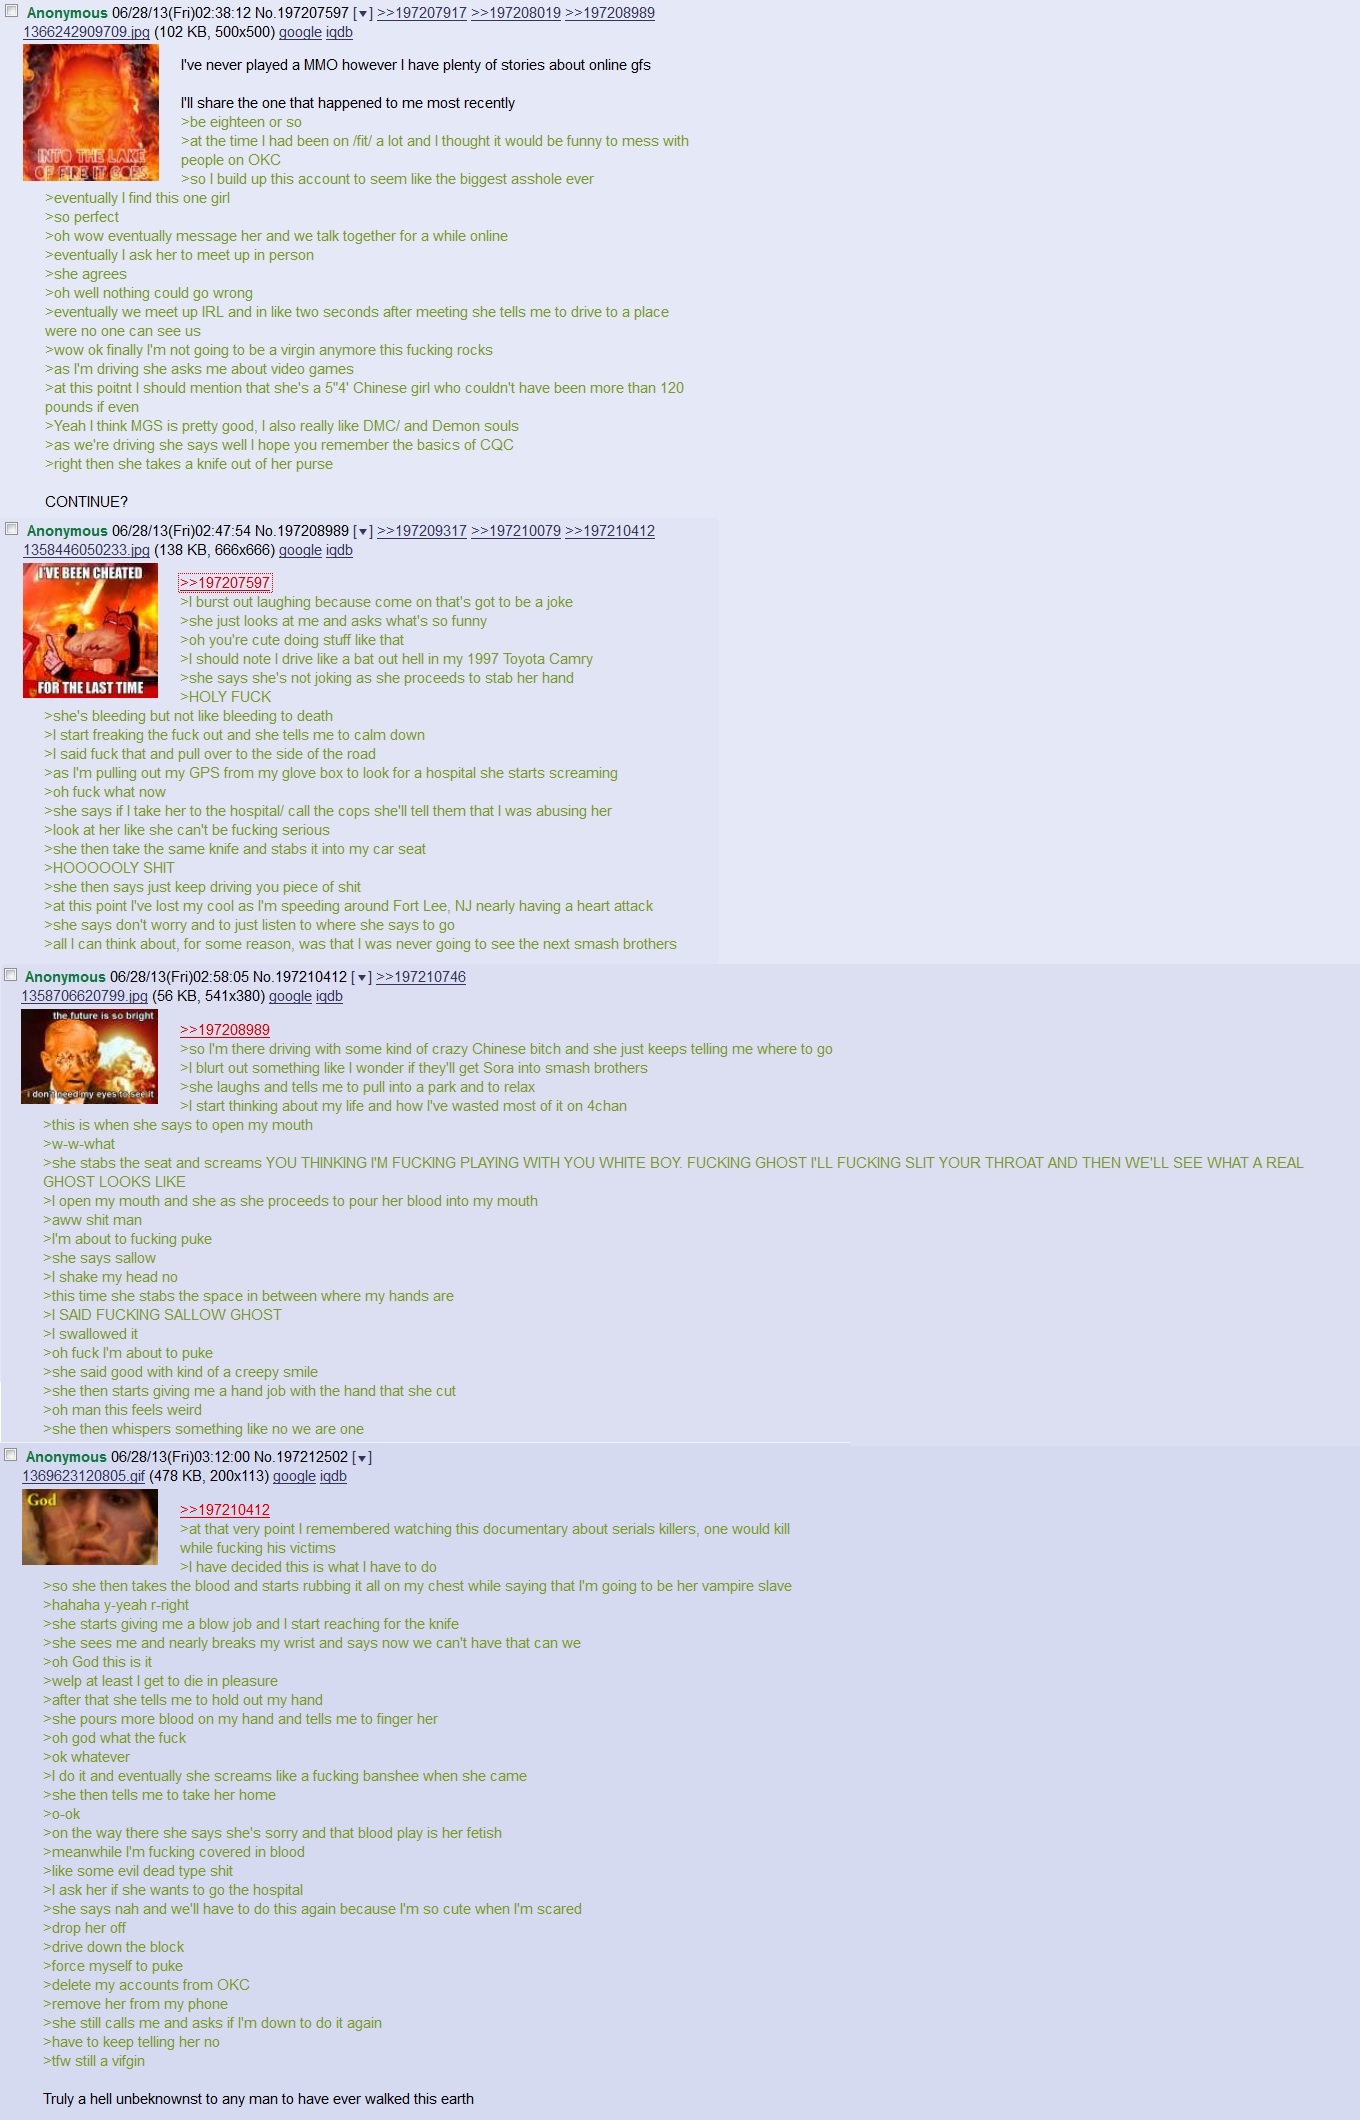 Anonymous 06/28/13(Fri)02:38:12 No.197207597 [▼] >>197207917 >>197208019 >>197208989
1366242909709.jpg (102 KB, 500x500) google iqdb
INTO THE LAKE
OF FIRE IT GOES
I've never played a MMO however I have plenty of stories about online gfs
I'll share the one that happened to me most recently
>be eighteen or so
>at the time I had been on /fit/ a lot and I thought it would be funny to mess with
people on OKC
>so I build up this account to seem like the biggest asshole ever
>eventually I find this one girl
>so perfect
>oh wow eventually message her and we talk together for a while online
>eventually I ask her to meet up in person
>she agrees
>oh well nothing could go wrong
>eventually we meet up IRL and in like two seconds after meeting she tells me to drive to a place
were no one can see us
>wow ok finally I'm not going to be a virgin anymore this fucking rocks
>as I'm driving she asks me about video games
>at this poitnt I should mention that she's a 5"4' Chinese girl who couldn't have been more than 120
pounds if even
>Yeah I think MGS is pretty good, I also really like DMC/ and Demon souls
>as we're driving she says well I hope you remember the basics of CQC
>right then she takes a knife out of her purse
CONTINUE?
Anonymous 06/28/13(Fri)02:47:54 No.197208989 [▼] >>197209317 >>197210079 >>197210412
1358446050233.jpg (138 KB, 666x666) google iqdb
I'VE BEEN CHEATED
FOR THE LAST TIME
>>197207597
>I burst out laughing because come on that's got to be a joke
>she just looks at me and asks what's so funny
>oh you're cute doing stuff like that
>I should note I drive like a bat out hell in my 1997 Toyota Camry
>she says she's not joking as she proceeds to stab her hand
>HOLY FUCK
>she's bleeding but not like bleeding to death
>I start freaking the fuck out and she tells me to calm down
>I said fuck that and pull over to the side of the road
>as I'm pulling out my GPS from my glove box to look for a hospital she starts screaming
>oh fuck what now
>she says if I take her to the hospital/ call the cops she'll tell them that I was abusing her
>look at her like she can't be fucking serious
>she then take the same knife and stabs it into my car seat
>HOOOOOLY SHIT
>she then says just keep driving you piece of shit
>at this point I've lost my cool as I'm speeding around Fort Lee, NJ nearly having a heart attack
>she says don't worry and to just listen to where she says to go
>all I can think about, for some reason, was that I was never going to see the next smash brothers
Anonymous 06/28/13(Fri)02:58:05 No.197210412 [▼] >>197210746
1358706620799.jpg (56 KB, 541x380) google iqdb
the future is so bright
i don't need my eyes to see it
>>197208989
>so I'm there driving with some kind of crazy Chinese bitch and she just keeps telling me where to go
>I blurt out something like I wonder if they'll get Sora into smash brothers
>she laughs and tells me to pull into a park and to relax
>I start thinking about my life and how I've wasted most of it on 4chan
>this is when she says to open my mouth
>w-w-what
>she stabs the seat and screams YOU THINKING I'M FUCKING PLAYING WITH YOU WHITE BOY. FUCKING GHOST I'LL FUCKING SLIT YOUR THROAT AND THEN WE'LL SEE WHAT A REAL
GHOST LOOKS LIKE
>I open my mouth and she as she proceeds to pour her blood into my mouth
>aww shit man
>I'm about to fucking puke
>she says sallow
>I shake my head no
>this time she stabs the space in between where my hands are
>I SAID FUCKING SALLOW GHOST
>I swallowed it
>oh fuck I'm about to puke
>she said good with kind of a creepy smile
>she then starts giving me a hand job with the hand that she cut
>oh man this feels weird
>she then whispers something like no we are one
Anonymous 06/28/13(Fri)03:12:00 No.197212502 [▼]
1369623120805.gif (478 KB, 200x113) google iqdb
God
>>197210412
>at that very point I remembered watching this documentary about serials killers, one would kill
while fucking his victims
>I have decided this is what I have to do
>so she then takes the blood and starts rubbing it all on my chest while saying that I'm going to be her vampire slave
>hahaha y-yeah r-right
>she starts giving me a blow job and I start reaching for the knife
>she sees me and nearly breaks my wrist and says now we can't have that can we
>oh God this is it
>welp at least I get to die in pleasure
>after that she tells me to hold out my hand
>she pours more blood on my hand and tells me to finger her
>oh god what the fuck
>ok whatever
>I do it and eventually she screams like a fucking banshee when she came
>she then tells me to take her home
>o-ok
>on the way there she says she's sorry and that blood play is her fetish
>meanwhile I'm fucking covered in blood
>like some evil dead type shit
>I ask her if she wants to go the hospital
>she says nah and we'll have to do this again because I'm so cute when I'm scared
>drop her off
>drive down the block
>force myself to puke
>delete my accounts from OKC
>remove her from my phone
>she still calls me and asks if I'm down to do it again
>have to keep telling her no
>tfw still a vifgin
Truly a hell unbeknownst to any man to have ever walked this earth